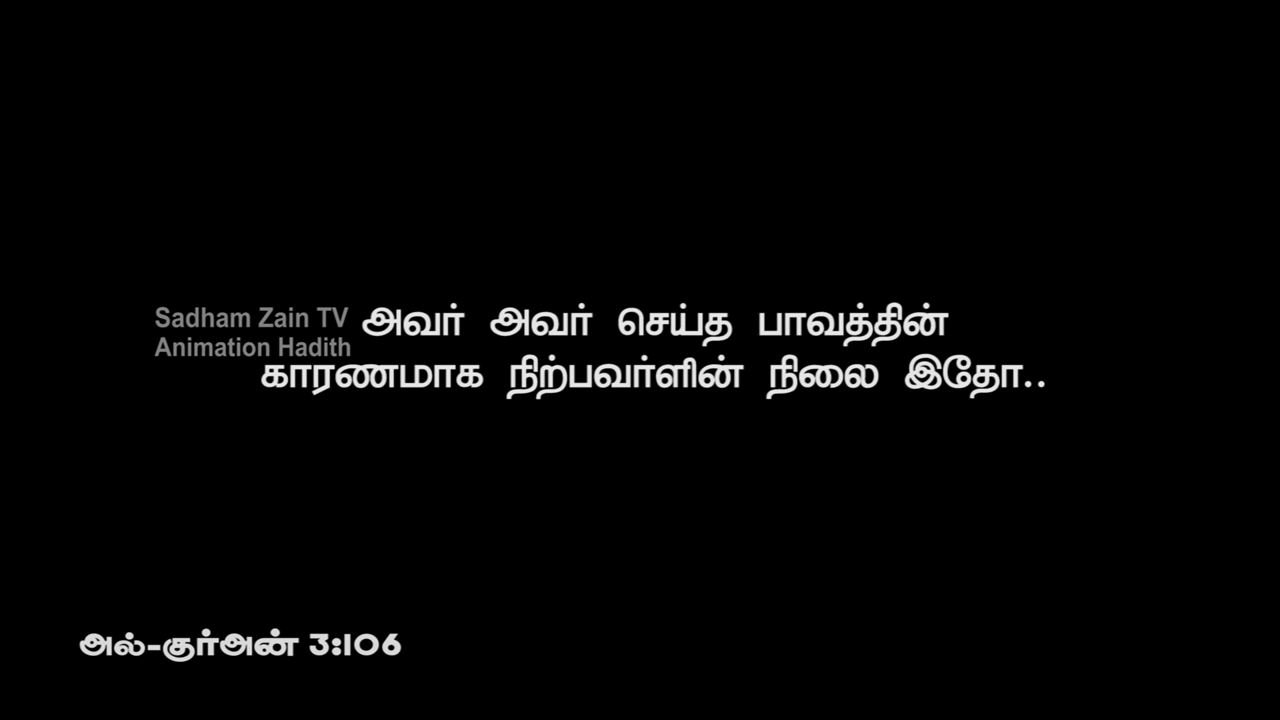 Sadham Zain TV
Animation Hadith
அவர் அவர் செய்த பாவத்தின்
காரணமாக நிற்பவர்ளின் நிலை இதோ..
அல்-குர்அன் 3:106